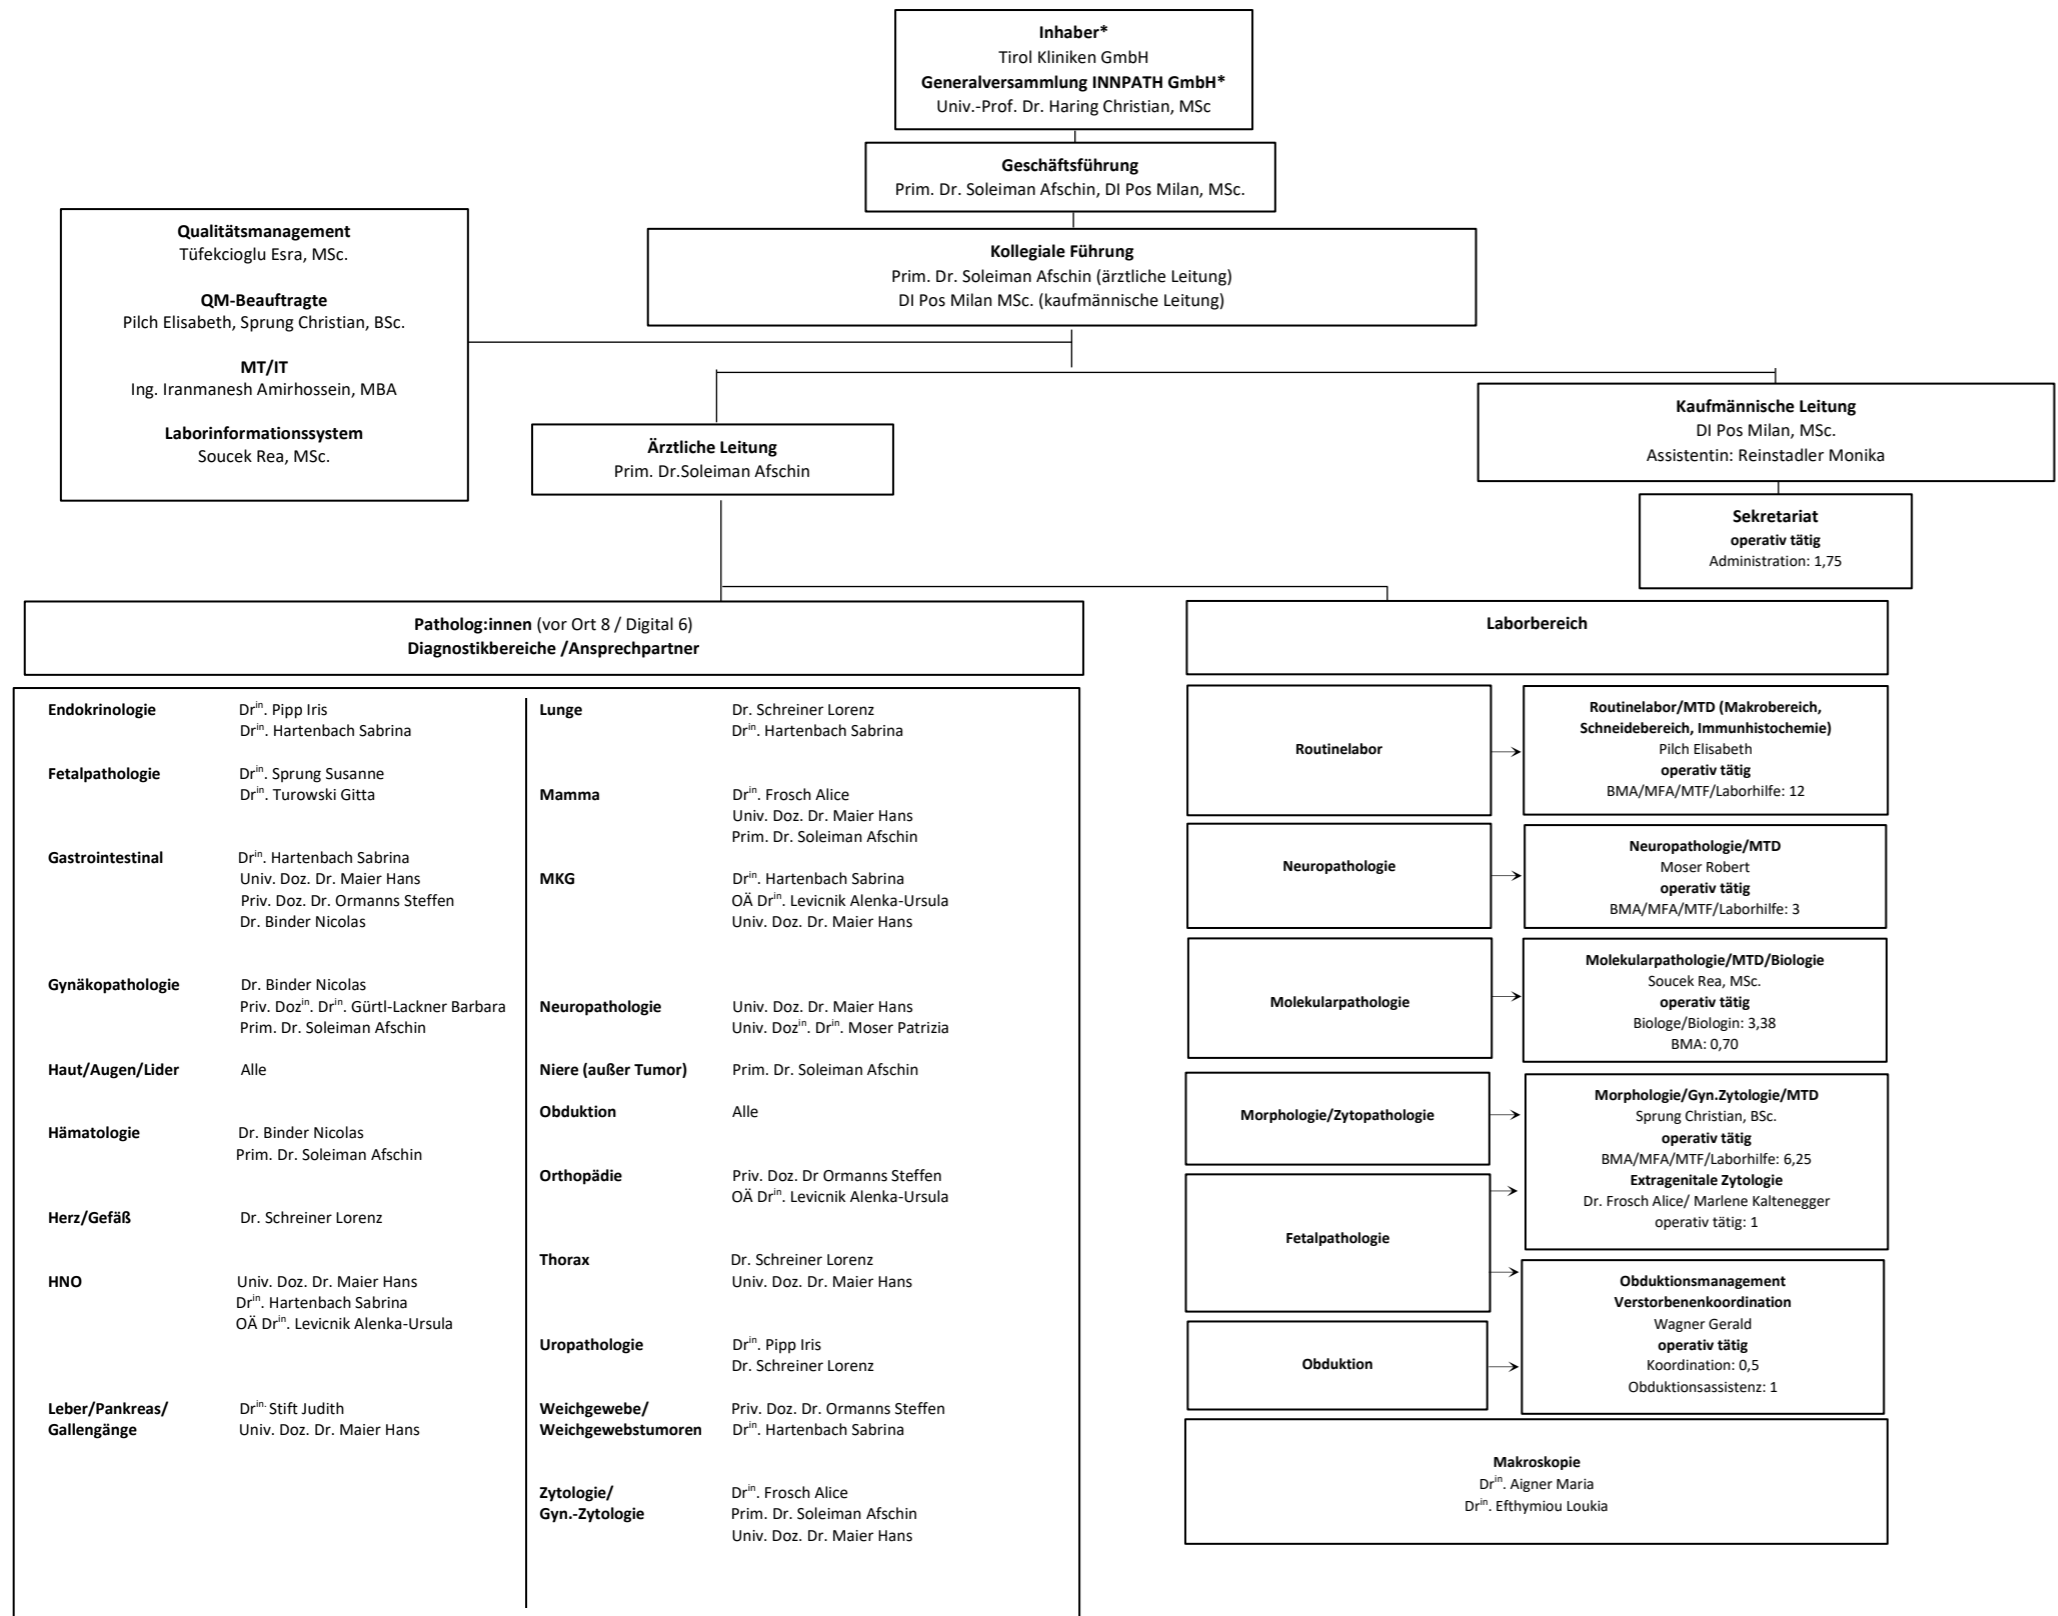 Inhaber*
Tirol Kliniken GmbH
Generalversammlung INNPATH GmbH*
Univ.-Prof. Dr. Haring Christian, MSc
Geschäftsführung
Prim. Dr. Soleiman Afschin, DI Pos Milan, MSc.
Kollegiale Führung
Prim. Dr. Soleiman Afschin (ärztliche Leitung)
DI Pos Milan MSc. (kaufmännische Leitung)
Qualitätsmanagement
Tüfekcioglu Esra, MSc.
QM-Beauftragte
Pilch Elisabeth, Sprung Christian, BSc.
MT/IT
Ing. Iranmanesh Amirhossein, MBA
Laborinformationssystem
Soucek Rea, MSc.
Ärztliche Leitung
Prim. Dr.Soleiman Afschin
Kaufmännische Leitung
DI Pos Milan, MSc.
Assistentin: Reinstadler Monika
Sekretariat
operativ tätig
Administration: 1,75
Patholog:innen (vor Ort 8 / Digital 6)
Diagnostikbereiche /Ansprechpartner
Endokrinologie Drin. Pipp Iris
Drin. Hartenbach Sabrina
Fetalpathologie Drin. Sprung Susanne
Drin. Turowski Gitta
Gastrointestinal Drin. Hartenbach Sabrina
Univ. Doz. Dr. Maier Hans
Priv. Doz. Dr. Ormanns Steffen
Dr. Binder Nicolas
Gynäkopathologie Dr. Binder Nicolas
Priv. Dozin. Drin. Gürtl-Lackner Barbara
Prim. Dr. Soleiman Afschin
Haut/Augen/Lider Alle
Hämatologie Dr. Binder Nicolas
Prim. Dr. Soleiman Afschin
Herz/Gefäß Dr. Schreiner Lorenz
HNO Univ. Doz. Dr. Maier Hans
Drin. Hartenbach Sabrina
OÄ Drin. Levicnik Alenka-Ursula
Leber/Pankreas/ Drin. Stift Judith
Gallengänge Univ. Doz. Dr. Maier Hans
Lunge Dr. Schreiner Lorenz
Drin. Hartenbach Sabrina
Mamma Drin. Frosch Alice
Univ. Doz. Dr. Maier Hans
Prim. Dr. Soleiman Afschin
MKG Drin. Hartenbach Sabrina
OÄ Drin. Levicnik Alenka-Ursula
Univ. Doz. Dr. Maier Hans
Neuropathologie Univ. Doz. Dr. Maier Hans
Univ. Dozin. Drin. Moser Patrizia
Niere (außer Tumor) Prim. Dr. Soleiman Afschin
Obduktion Alle
Orthopädie Priv. Doz. Dr Ormanns Steffen
OÄ Drin. Levicnik Alenka-Ursula
Thorax Dr. Schreiner Lorenz
Univ. Doz. Dr. Maier Hans
Uropathologie Drin. Pipp Iris
Dr. Schreiner Lorenz
Weichgewebe/ Priv. Doz. Dr. Ormanns Steffen
Weichgewebstumoren Drin. Hartenbach Sabrina
Zytologie/ Drin. Frosch Alice
Gyn.-Zytologie Prim. Dr. Soleiman Afschin
Univ. Doz. Dr. Maier Hans
Laborbereich
Routinelabor
Routinelabor/MTD (Makrobereich,
Schneidebereich, Immunhistochemie)
Pilch Elisabeth
operativ tätig
BMA/MFA/MTF/Laborhilfe: 12
Neuropathologie
Neuropathologie/MTD
Moser Robert
operativ tätig
BMA/MFA/MTF/Laborhilfe: 3
Molekularpathologie
Molekularpathologie/MTD/Biologie
Soucek Rea, MSc.
operativ tätig
Biologe/Biologin: 3,38
BMA: 0,70
Morphologie/Zytopathologie
Morphologie/Gyn.Zytologie/MTD
Sprung Christian, BSc.
operativ tätig
BMA/MFA/MTF/Laborhilfe: 6,25
Extragenitale Zytologie
Dr. Frosch Alice/ Marlene Kaltenegger
operativ tätig: 1
Fetalpathologie
Obduktionsmanagement
Verstorbenenkoordination
Wagner Gerald
operativ tätig
Koordination: 0,5
Obduktionsassistenz: 1
Obduktion
Makroskopie
Drin. Aigner Maria
Drin. Efthymiou Loukia